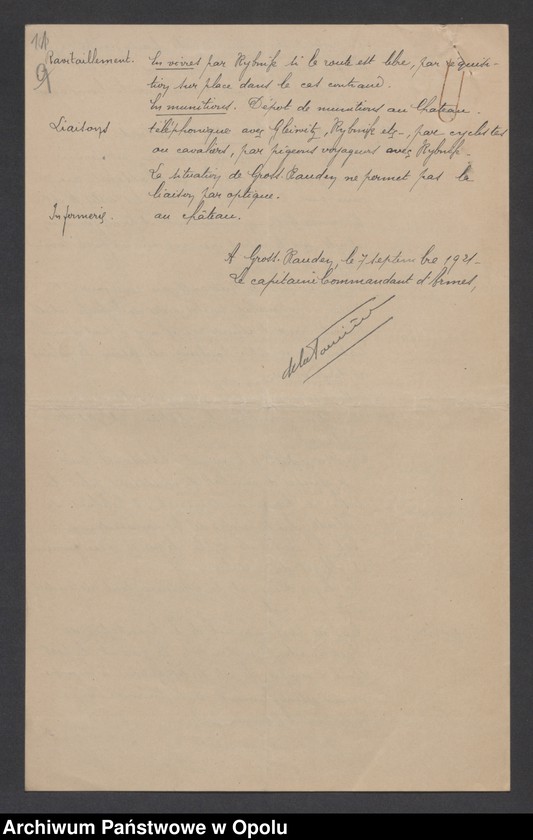 11
9
Ravitaillement. En vivres par Rybnik si la route est libre, par réquisi-
tion sur place dans le cas contraire.
En munitions. Dépôt de munitions au Château.
Liaisons téléphonique avec Gleiwitz, Rybnik etc., par cyclistes
ou cavaliers, par pigeons voyageurs avec Rybnik.
La situation de Gross-Rauden ne permet pas la
liaison par optique.
Infirmerie. au château.
A Gross-Rauden, le 7 septembre 1921-
Le capitaine Commandant d'Armes,
Archiwum Państwowe w Opolu